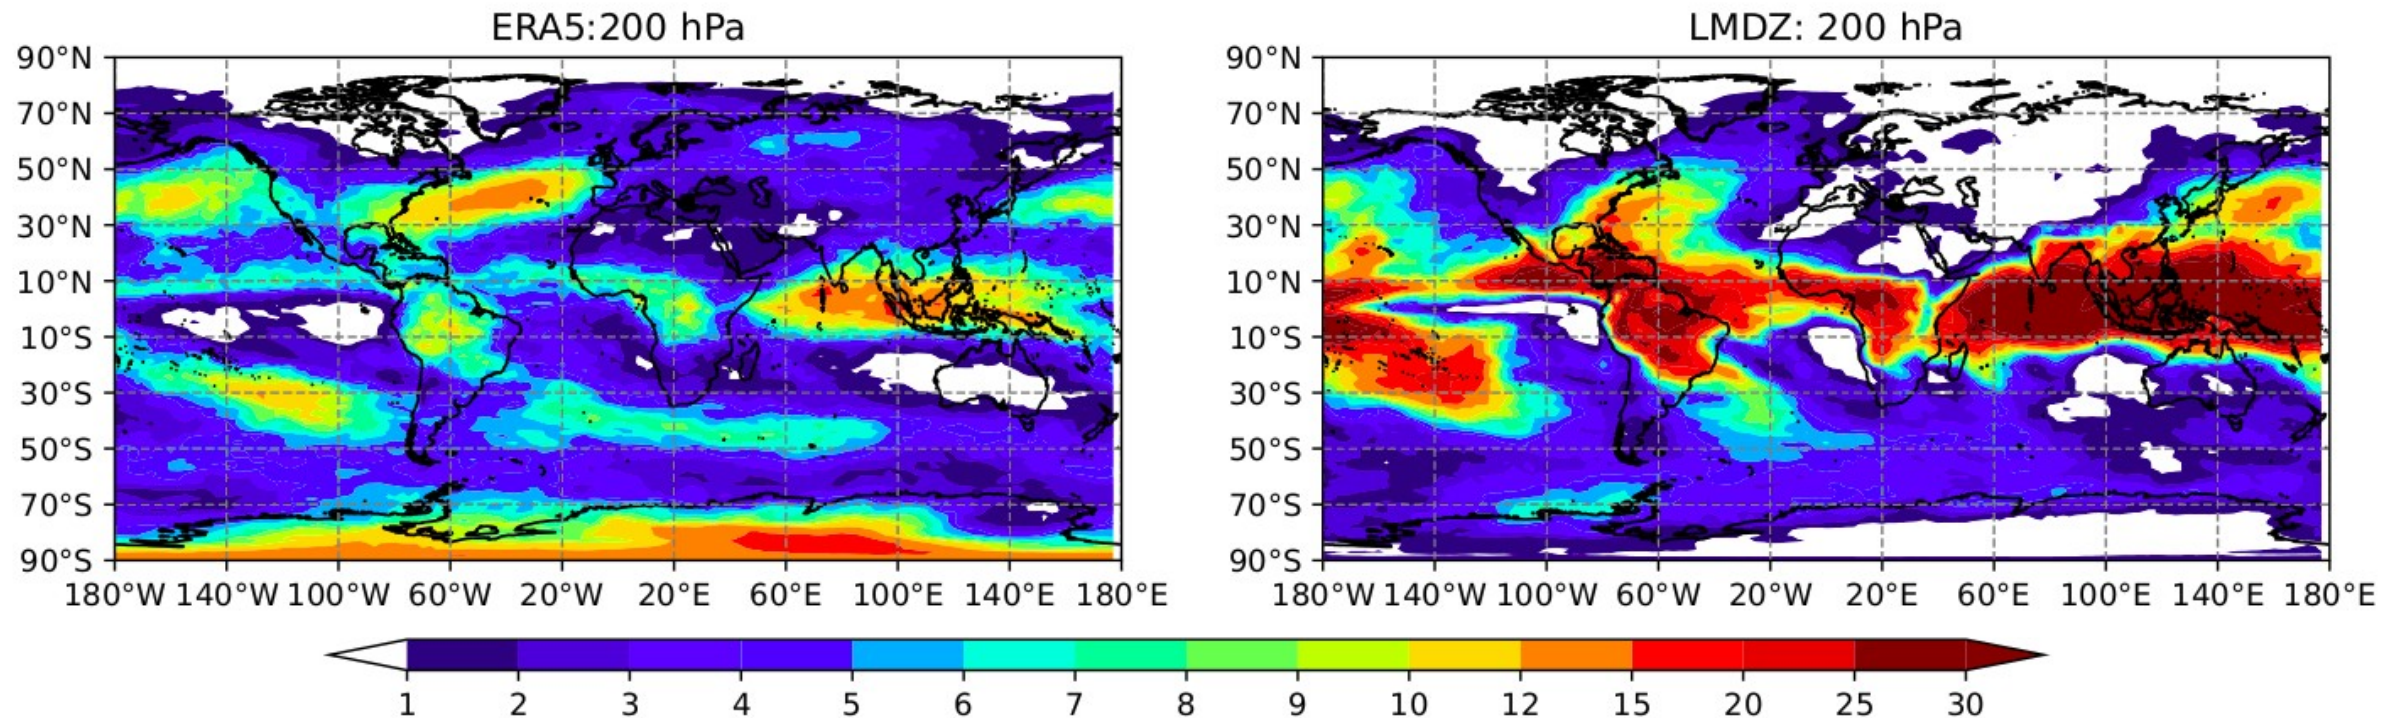 ERA5:200 hPa
90°N
70°N
50°N
30°N
10°N
10°S
30°S
50°S
70°S
90°S
180°W 140°W 100°W 60°W 20°W 20°E 60°E 100°E 140°E 180°E
LMDZ: 200 hPa
90°N
70°N
50°N
30°N
10°N
10°S
30°S
50°S
70°S
90°S
180°W 140°W 100°W 60°W 20°W 20°E 60°E 100°E 140°E 180°E
1 2 3 4 5 6 7 8 9 10 12 15 20 25 30